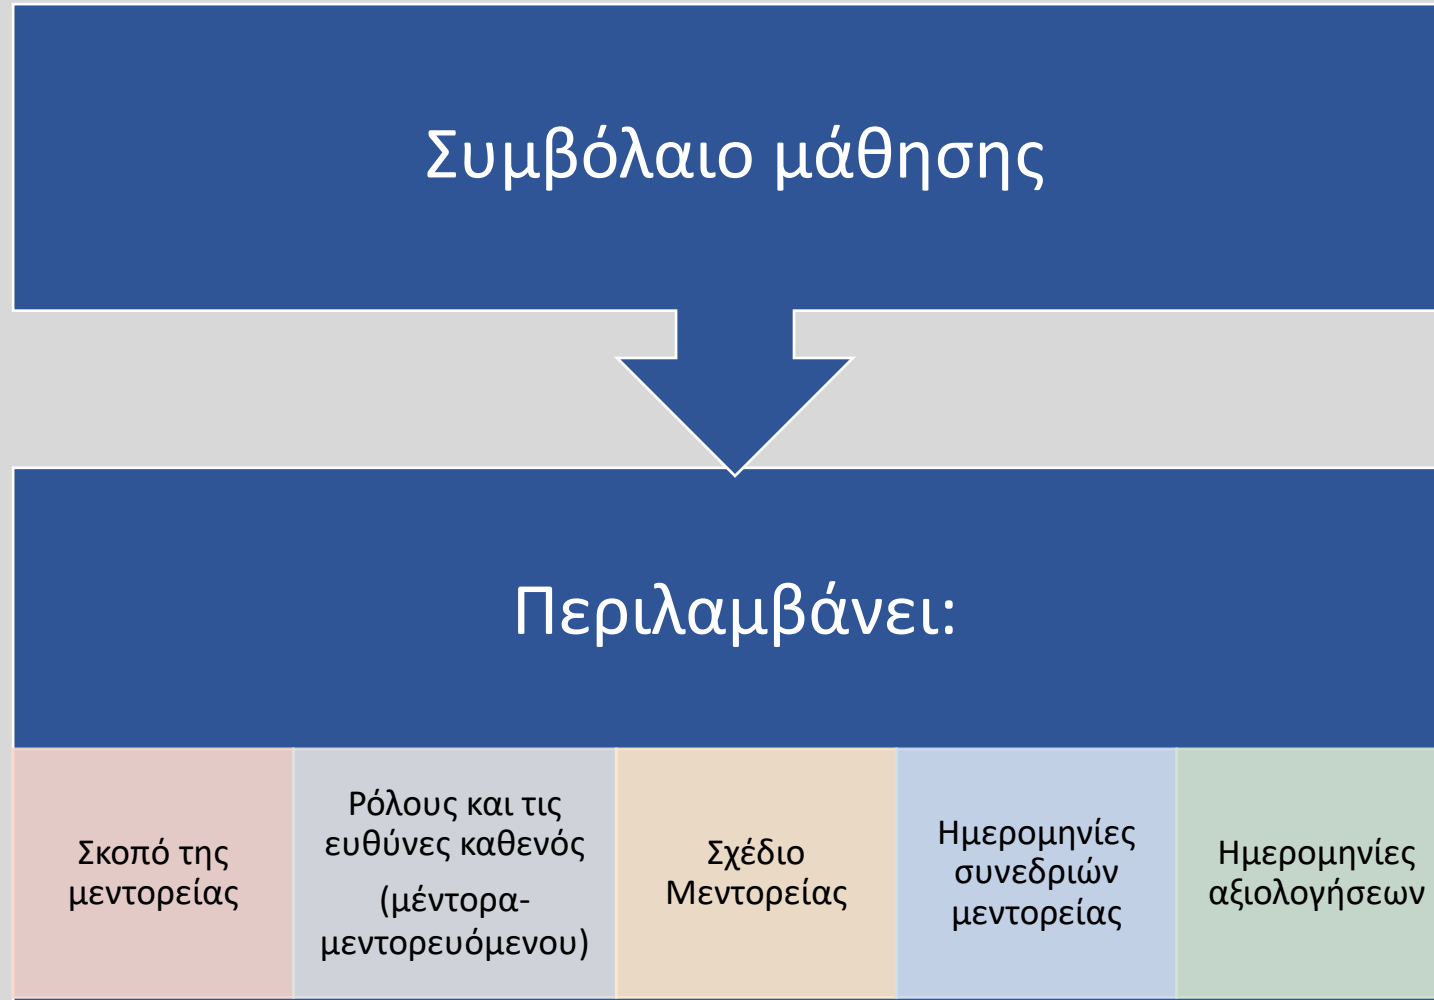 Συμβόλαιο μάθησης
Περιλαμβάνει:
Σκοπό της
μεντορείας
Ρόλους και τις
ευθύνες καθενός
(μέντορα-
μεντορευόμενου)
Σχέδιο
Μεντορείας
Ημερομηνίες
συνεδριών
μεντορείας
Ημερομηνίες
αξιολογήσεων